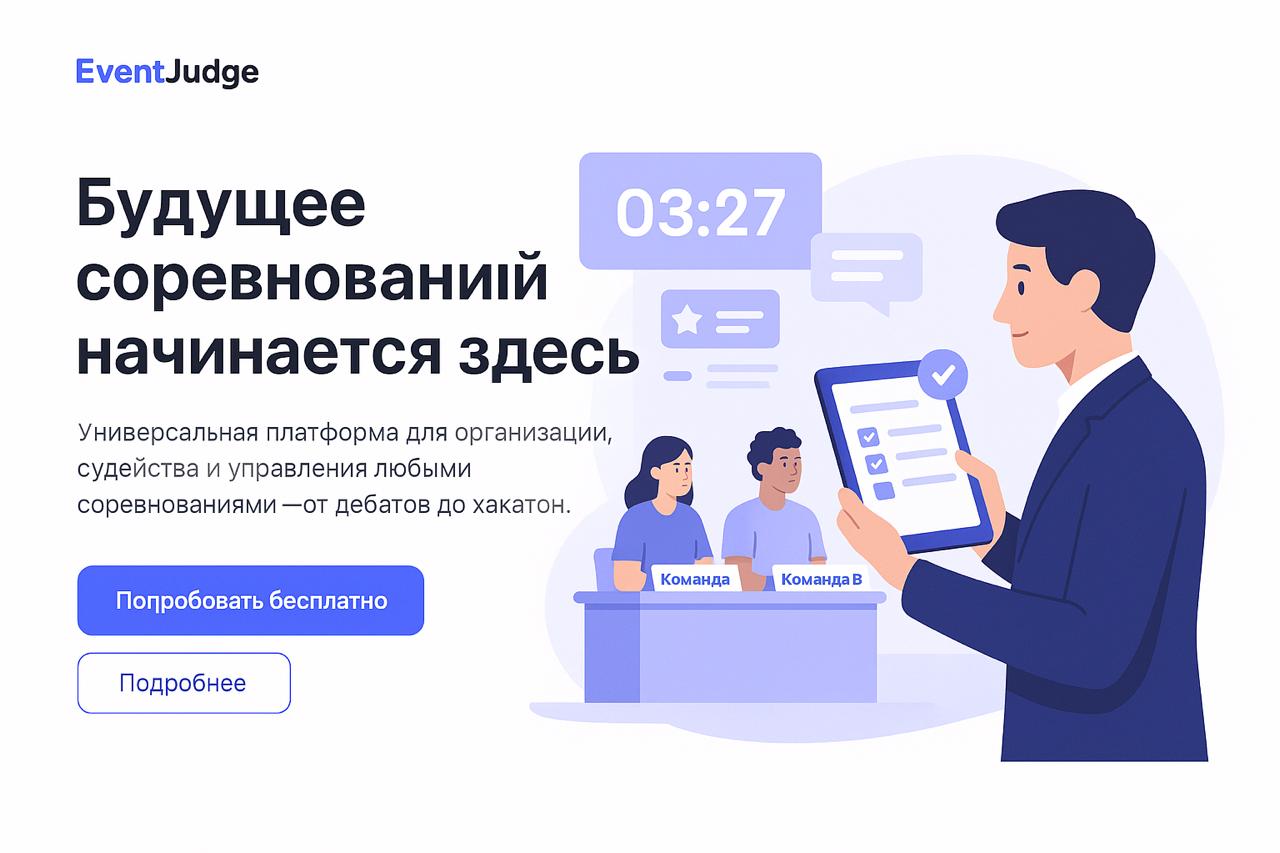 EventJudge
Будущее
соревнованиій
начинается здесь
Универсальная платформа для организации,
судейства и управления любыми
соревнованиями —от дебатов до хакатон.
Попробовать бесплатно
Подробнее
03:27
Команда
Команда B